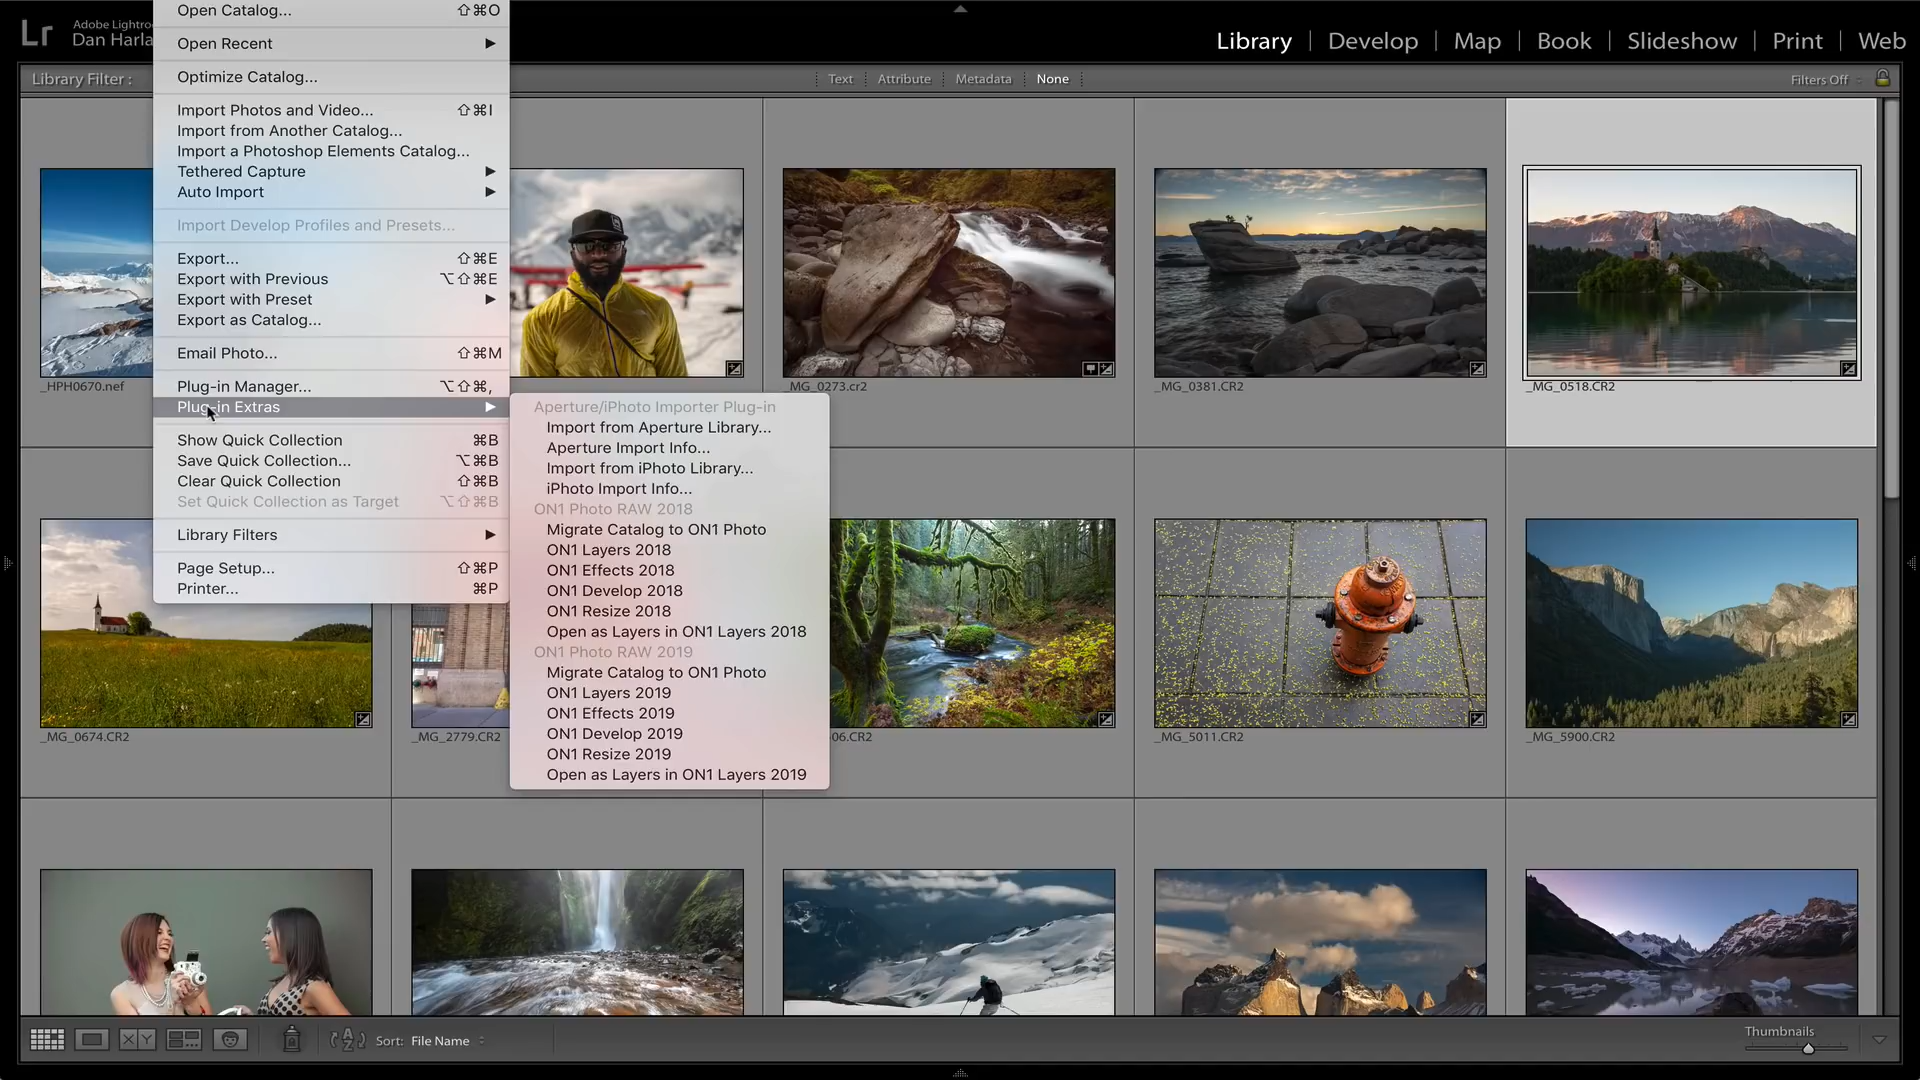 Lr
Adobe Lightro
Dan Harla
Library
Develop
Map
Book
Slideshow
Print
Web
Library Filter :
Text
Attribute
Metadata
None
Filters Off
Open Catalog... ⇧⌘O
Open Recent ▶
Optimize Catalog...
Import Photos and Video... ⇧⌘I
Import from Another Catalog...
Import a Photoshop Elements Catalog...
Tethered Capture ▶
Auto Import ▶
Import Develop Profiles and Presets...
Export... ⇧⌘E
Export with Previous ⌥⇧⌘E
Export with Preset ▶
Export as Catalog...
Email Photo... ⇧⌘M
Plug-in Manager... ⌥⇧⌘,
Plug-in Extras ▶
Show Quick Collection ⌘B
Save Quick Collection... ⌥⌘B
Clear Quick Collection ⇧⌘B
Set Quick Collection as Target ⌥⇧⌘B
Library Filters ▶
Page Setup... ⇧⌘P
Printer... ⌘P
Aperture/iPhoto Importer Plug-in
Import from Aperture Library...
Aperture Import Info...
Import from iPhoto Library...
iPhoto Import Info...
ON1 Photo RAW 2018
Migrate Catalog to ON1 Photo
ON1 Layers 2018
ON1 Effects 2018
ON1 Develop 2018
ON1 Resize 2018
Open as Layers in ON1 Layers 2018
ON1 Photo RAW 2019
Migrate Catalog to ON1 Photo
ON1 Layers 2019
ON1 Effects 2019
ON1 Develop 2019
ON1 Resize 2019
Open as Layers in ON1 Layers 2019
_HPH0670.nef
_MG_0273.cr2
_MG_0381.CR2
_MG_0518.CR2
_MG_0674.CR2
_MG_2779.CR2
06.CR2
_MG_5011.CR2
_MG_5900.CR2
X Y
Sort: File Name
Thumbnails